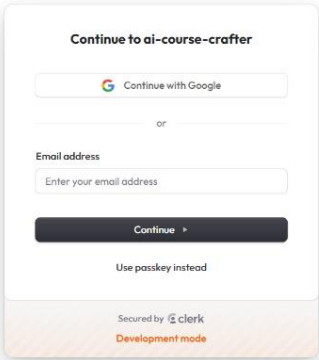 Continue to ai-course-crafter
Continue with Google
or
Email address
Enter your email address
Continue
Use passkey instead
Secured by clerk
Development mode